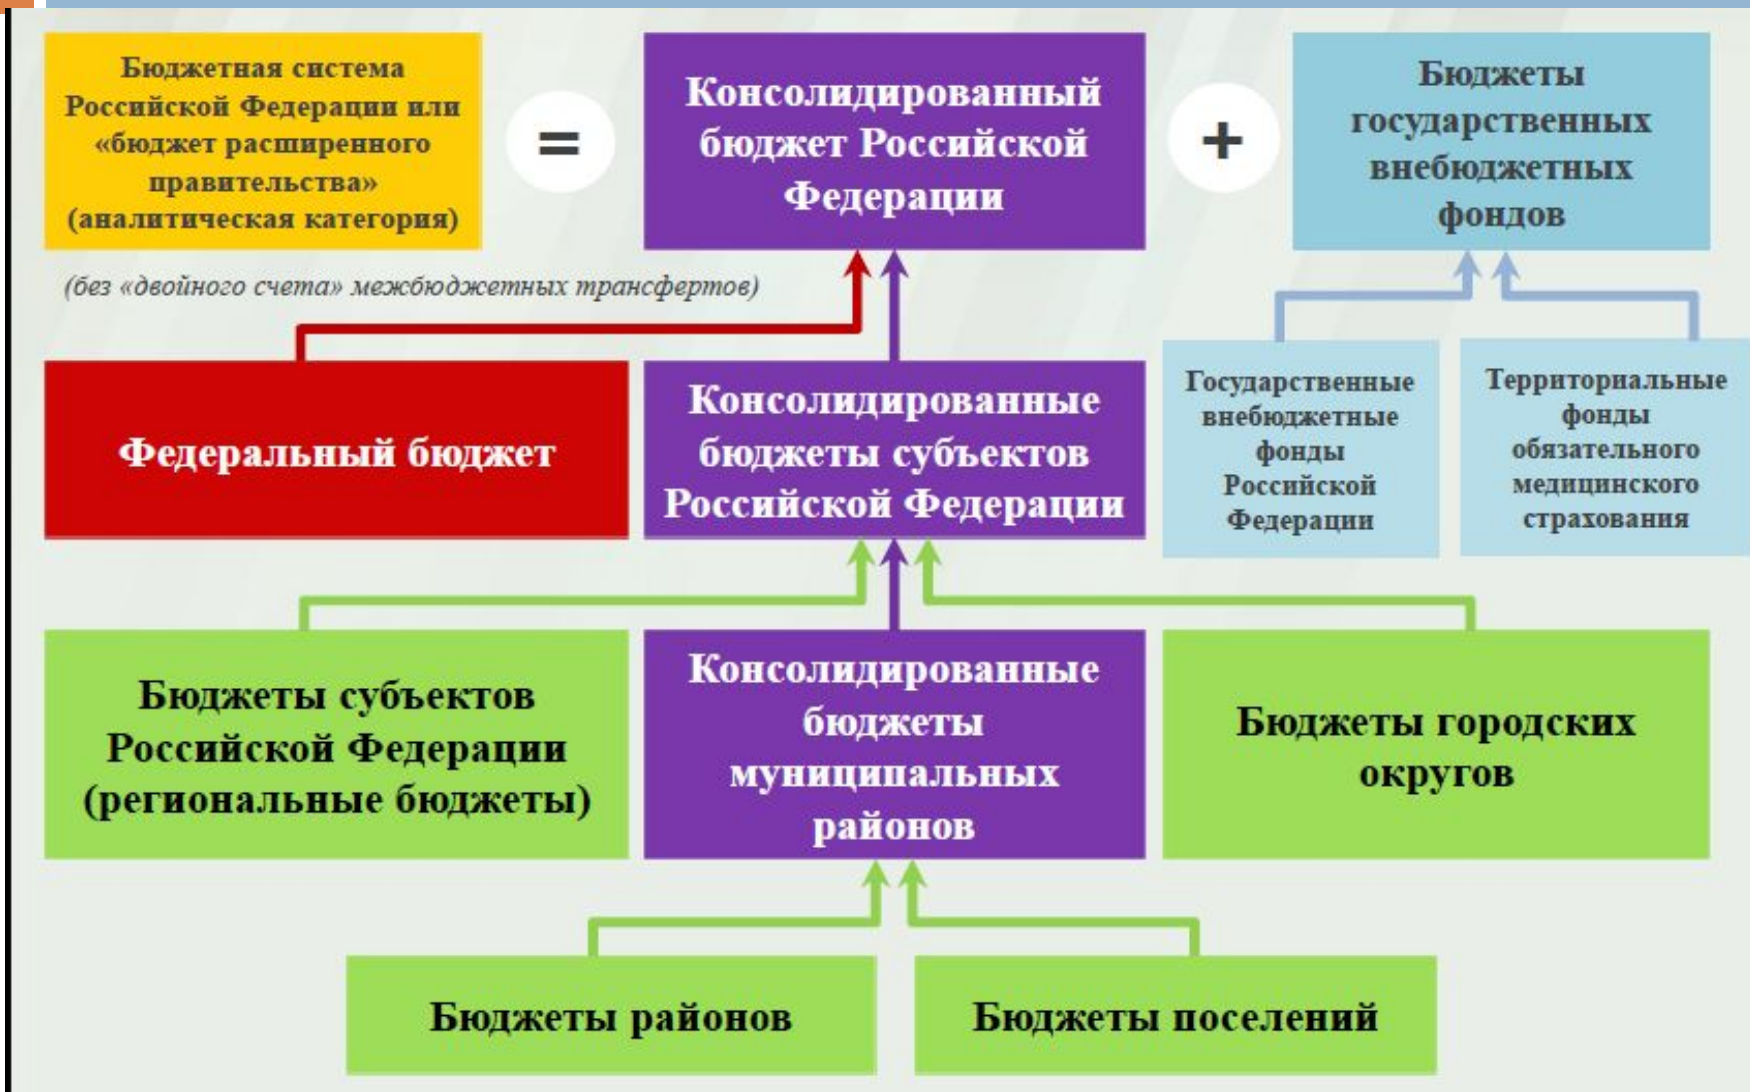 Бюджетная система
Российской Федерации или
«бюджет расширенного
правительства»
(аналитическая категория)
=
Консолидированный
бюджет Российской
Федерации
+
Бюджеты
государственных
внебюджетных
фондов
(без «двойного счета» межбюджетных трансфертов)
Федеральный бюджет
Консолидированные
бюджеты субъектов
Российской Федерации
Государственные
внебюджетные
фонды
Российской
Федерации
Территориальные
фонды
обязательного
медицинского
страхования
Бюджеты субъектов
Российской Федерации
(региональные бюджеты)
Консолидированные
бюджеты
муниципальных
районов
Бюджеты городских
округов
Бюджеты районов
Бюджеты поселений